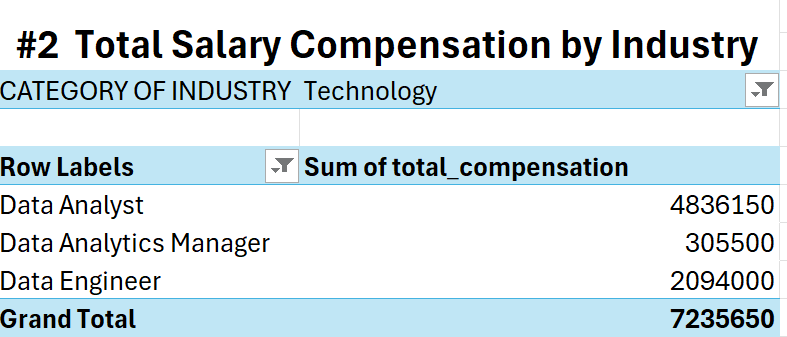 #2 Total Salary Compensation by Industry
CATEGORY OF INDUSTRY Technology
Row Labels Sum of total_compensation
Data Analyst 4836150
Data Analytics Manager 305500
Data Engineer 2094000
Grand Total 7235650